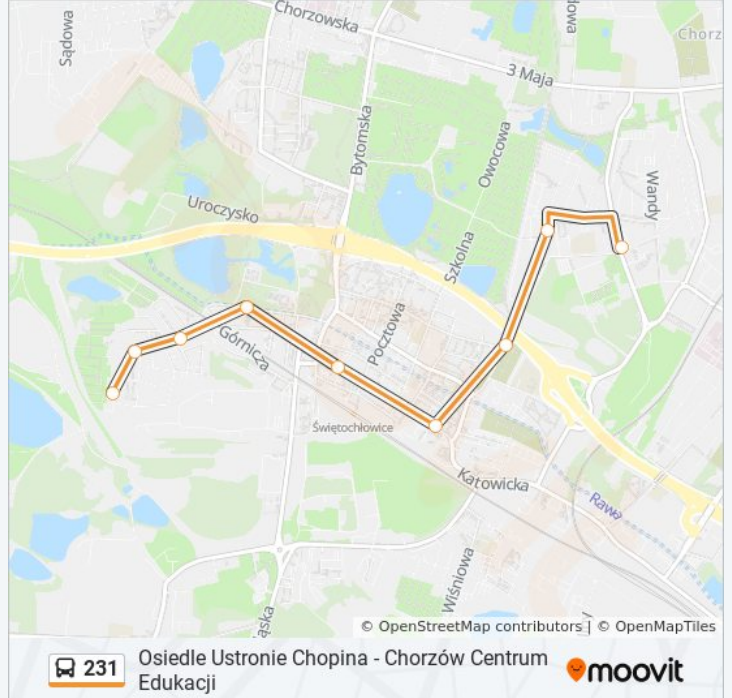 Chorzowska
Sądowa
Chorz
3 Maja
Bytomska
Owocowa
Wandy
Uroczysko
Szkolna
Pocztowa
Górnicza
Świętochłowice
Katowicka
Rawa
Wiśniowa
© OpenStreetMap contributors | © OpenMapTiles
231
Osiedle Ustronie Chopina - Chorzów Centrum
Edukacji
moovit